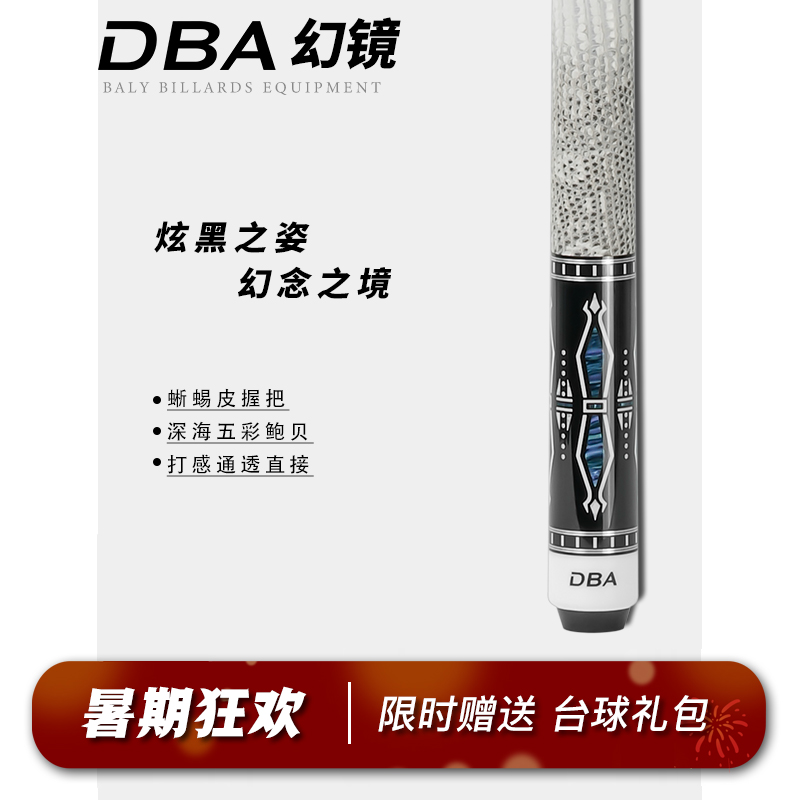 DBA 幻镜
BALY BILLARDS EQUIPMENT
炫黑之姿
幻念之境
蜥蜴皮握把
深海五彩鲍贝
打感通透直接
DBA
暑期狂欢
限时赠送 台球礼包